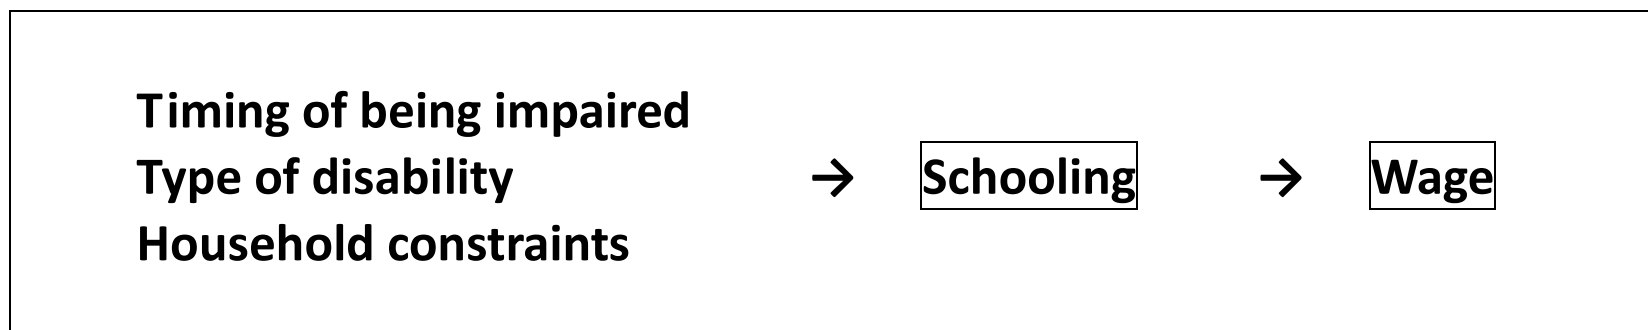 Timing of being impaired
Type of disability → Schooling → Wage
Household constraints